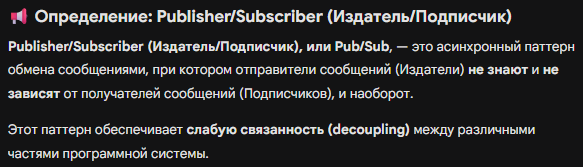 📢 Определение: Publisher/Subscriber (Издатель/Подписчик)
Publisher/Subscriber (Издатель/Подписчик), или Pub/Sub, — это асинхронный паттерн
обмена сообщениями, при котором отправители сообщений (Издатели) не знают и не
зависят от получателей сообщений (Подписчиков), и наоборот.
Этот паттерн обеспечивает слабую связанность (decoupling) между различными
частями программной системы.